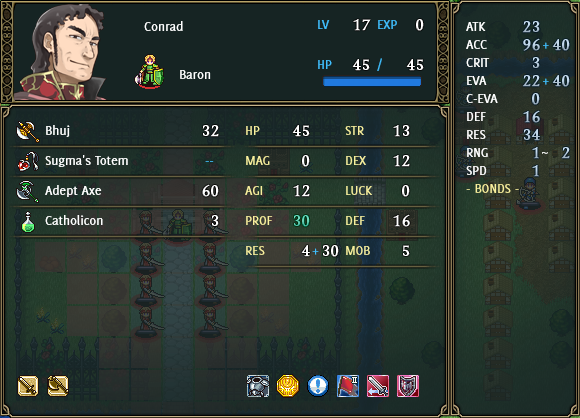 Conrad
LV 17 EXP 0
Baron
HP 45 / 45
Bhuj 32
Sugma's Totem --
Adept Axe 60
Catholicon 3
HP 45 STR 13
MAG 0 DEX 12
AGI 12 LUCK 0
PROF 30 DEF 16
RES 4+30 MOB 5
II
ATK 23
ACC 96+40
CRIT 3
EVA 22+40
C-EVA 0
DEF 16
RES 34
RNG 1~ 2
SPD 1
- BONDS -